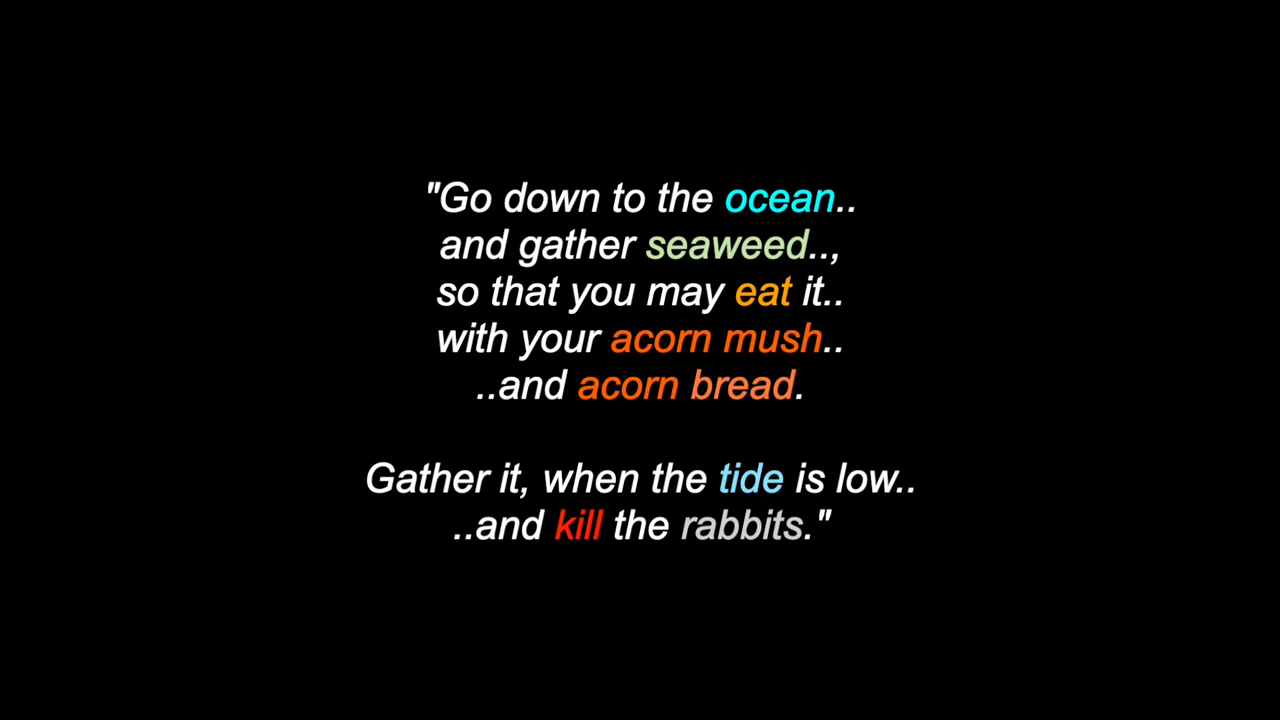 "Go down to the ocean..
and gather seaweed..,
so that you may eat it..
with your acorn mush..
..and acorn bread.
Gather it, when the tide is low..
..and kill the rabbits."